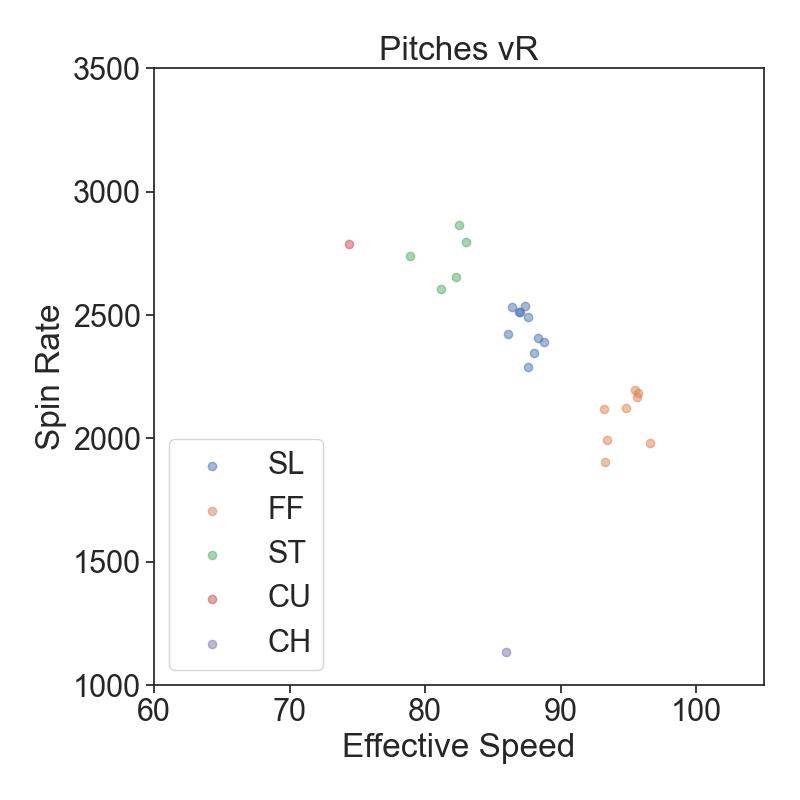 Pitches vR
3500
3000
2500
2000
1500
1000
Spin Rate
SL
FF
ST
CU
CH
60 70 80 90 100
Effective Speed